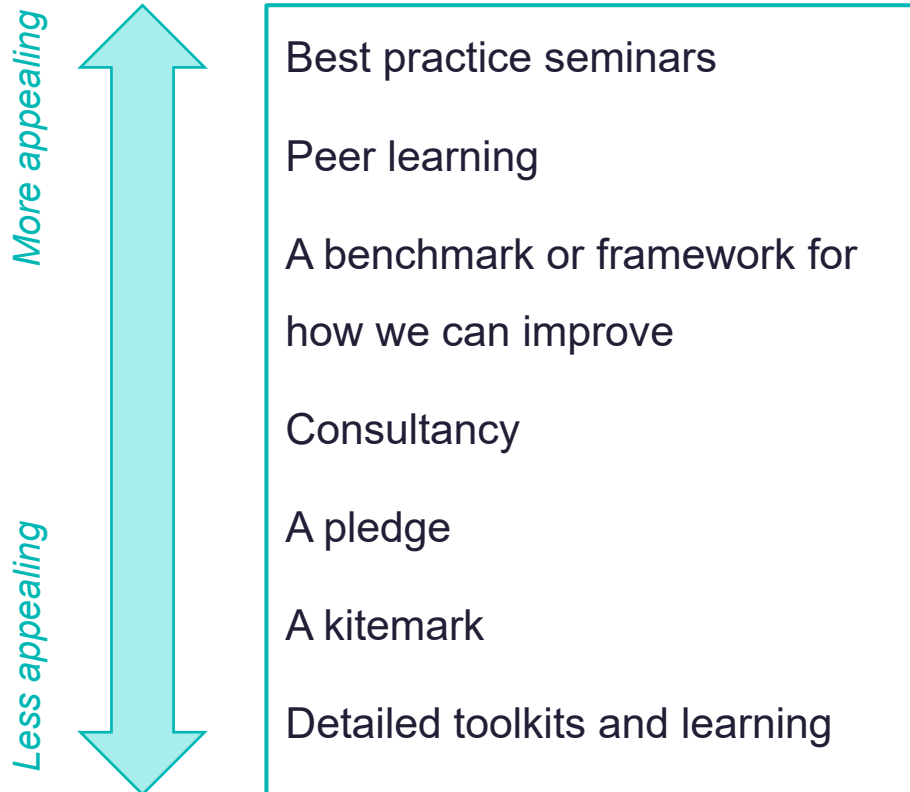 More appealing
Best practice seminars
Peer learning
A benchmark or framework for
how we can improve
Consultancy
A pledge
A kitemark
Less appealing
Detailed toolkits and learning